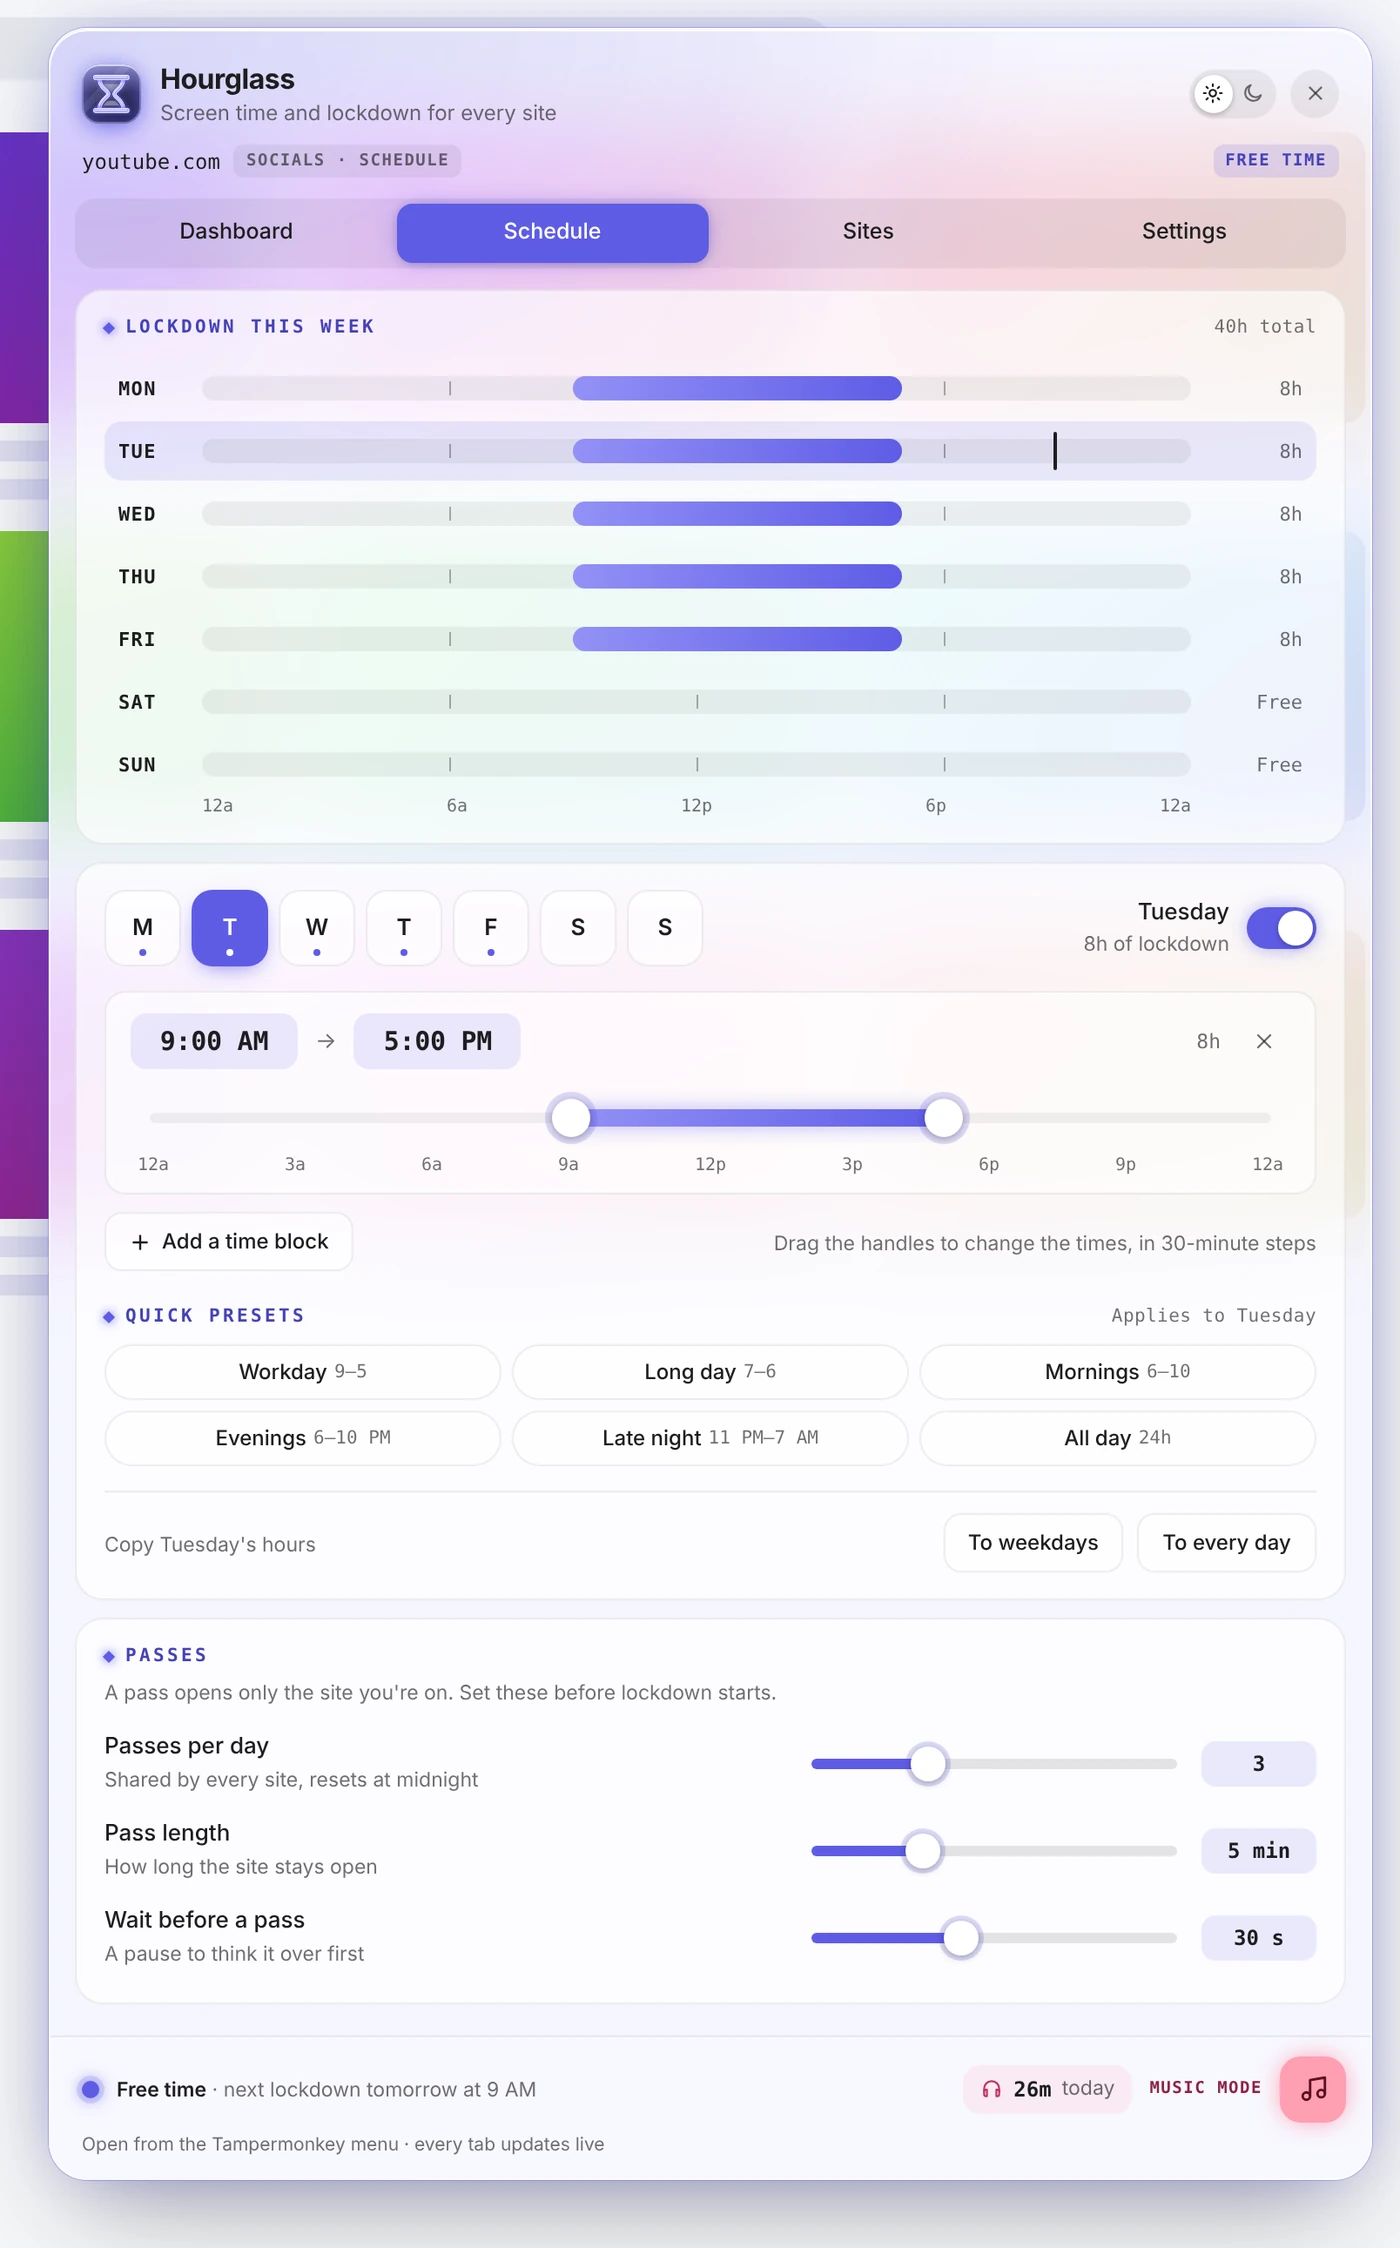 Hourglass
Screen time and lockdown for every site
youtube.com SOCIALS · SCHEDULE FREE TIME
Dashboard Schedule Sites Settings
LOCKDOWN THIS WEEK 40h total
MON 8h
TUE 8h
WED 8h
THU 8h
FRI 8h
SAT Free
SUN Free
12a 6a 12p 6p 12a
M T W T F S S
Tuesday
8h of lockdown
9:00 AM → 5:00 PM 8h ×
12a 3a 6a 9a 12p 3p 6p 9p 12a
+ Add a time block Drag the handles to change the times, in 30-minute steps
QUICK PRESETS Applies to Tuesday
Workday 9–5 Long day 7–6 Mornings 6–10
Evenings 6–10 PM Late night 11 PM–7 AM All day 24h
Copy Tuesday's hours To weekdays To every day
PASSES
A pass opens only the site you're on. Set these before lockdown starts.
Passes per day 3
Shared by every site, resets at midnight
Pass length 5 min
How long the site stays open
Wait before a pass 30 s
A pause to think it over first
Free time · next lockdown tomorrow at 9 AM 26m today MUSIC MODE
Open from the Tampermonkey menu · every tab updates live